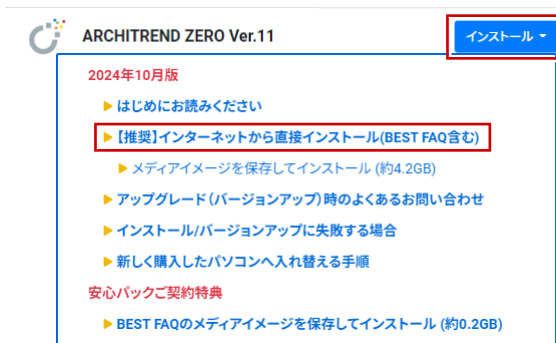 ARCHITREND ZERO Ver.11
インストール
2024年10月版
はじめにお読みください
【推奨】インターネットから直接インストール(BEST FAQ含む)
メディアイメージを保存してインストール (約4.2GB)
アップグレード（バージョンアップ）時のよくあるお問い合わせ
インストール/バージョンアップに失敗する場合
新しく購入したパソコンへ入れ替える手順
安心パックご契約特典
BEST FAQのメディアイメージを保存してインストール (約0.2GB)